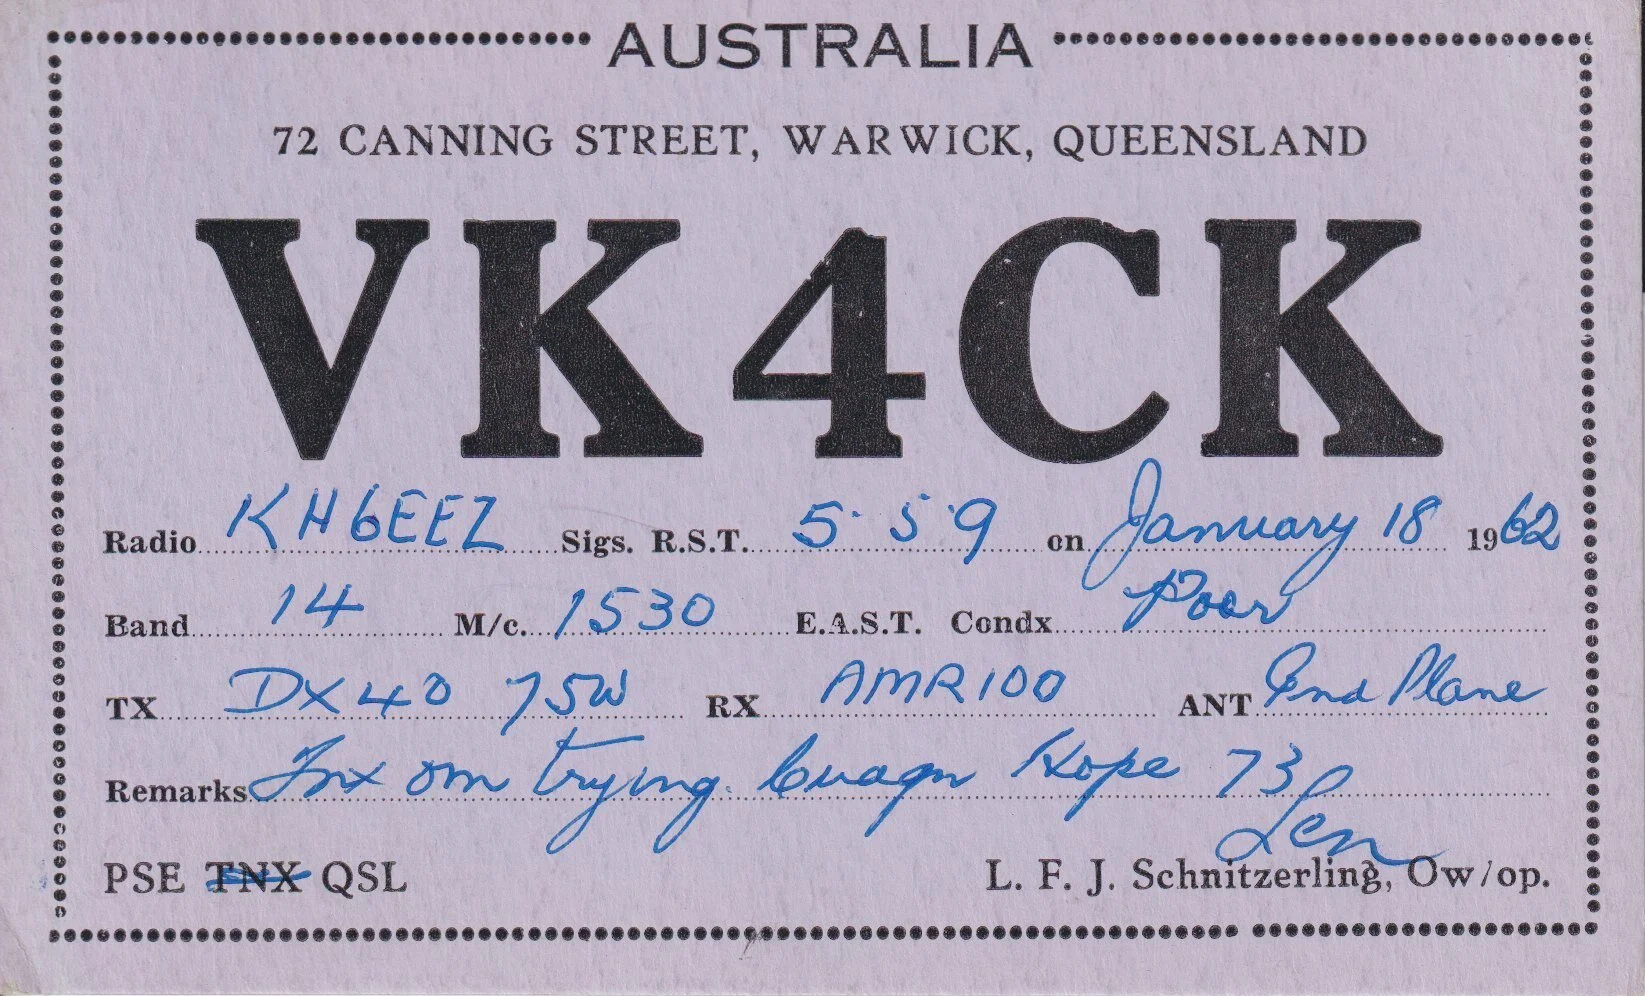 AUSTRALIA
72 CANNING STREET, WARWICK, QUEENSLAND
VK4CK
Radio KH6EEZ Sigs. R.S.T. 5.5.9 on January 18 1962
Band 14 M/c. 1530 E.A.S.T. Condx Poor
TX DX40 75W RX AMR100 ANT Gnd Plane
Remarks Tnx om trying. Cuagn Hope 73
Len
PSE TNX QSL L. F. J. Schnitzerling, Ow/op.